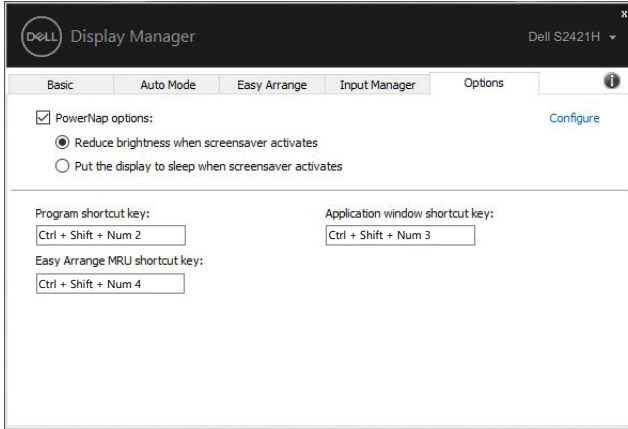 x
DELL Display Manager
Dell S2421H
Basic Auto Mode Easy Arrange Input Manager Options i
PowerNap options: Configure
Reduce brightness when screensaver activates
Put the display to sleep when screensaver activates
Program shortcut key: Application window shortcut key:
Ctrl + Shift + Num 2 Ctrl + Shift + Num 3
Easy Arrange MRU shortcut key:
Ctrl + Shift + Num 4